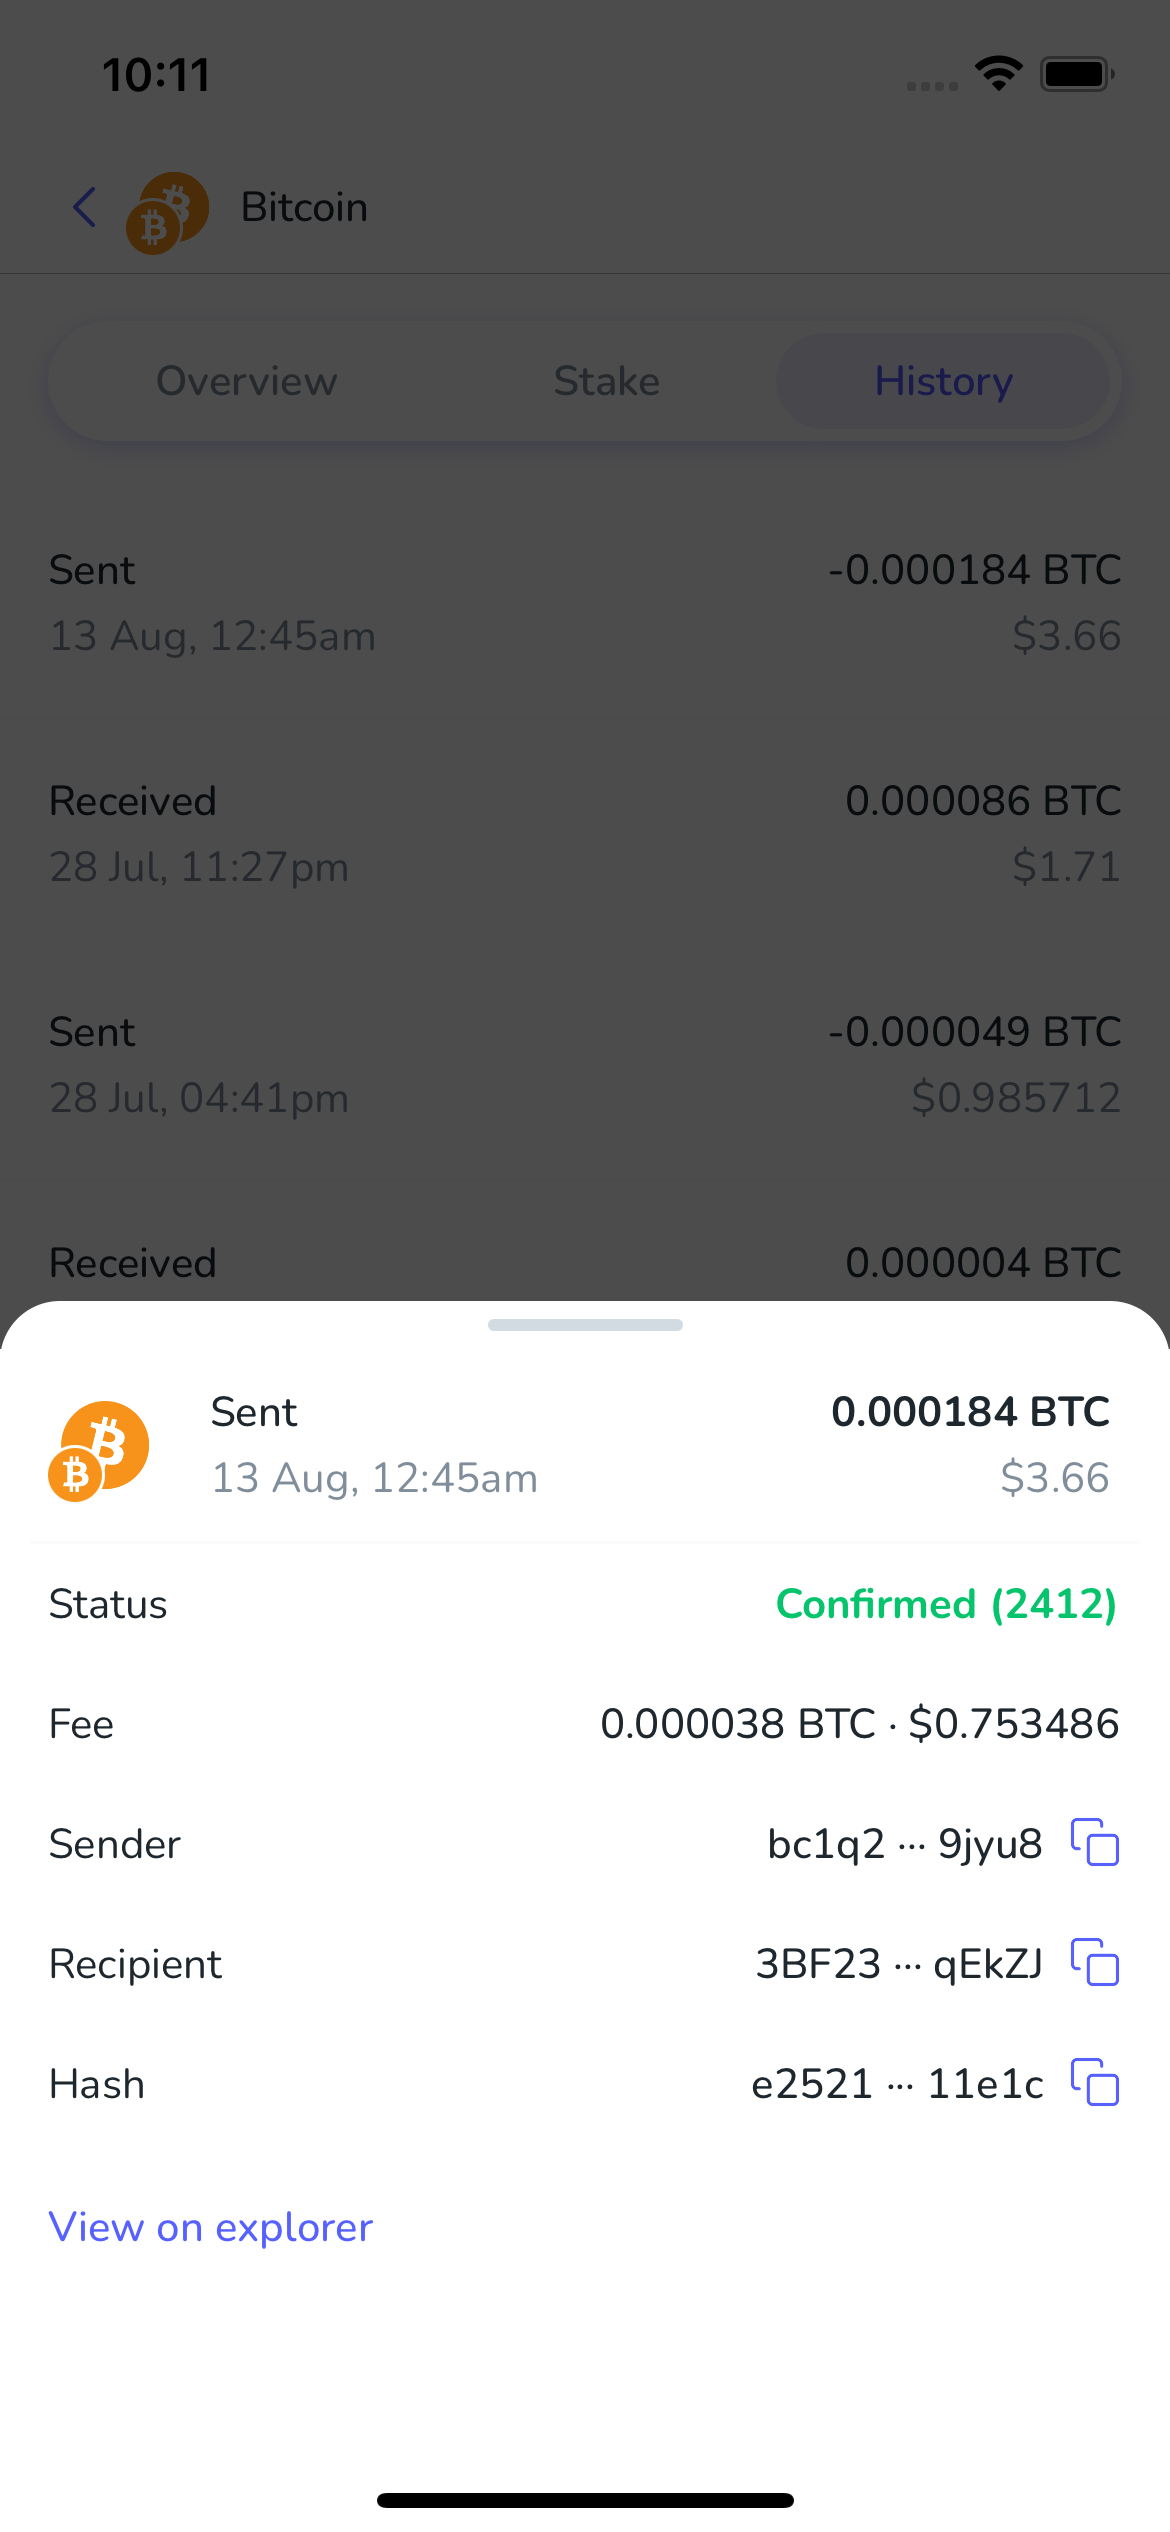 10:11
Bitcoin
Overview Stake History
Sent -0.000184 BTC
13 Aug, 12:45am $3.66
Received 0.000086 BTC
28 Jul, 11:27pm $1.71
Sent -0.000049 BTC
28 Jul, 04:41pm $0.985712
Received 0.000004 BTC
Sent 0.000184 BTC
13 Aug, 12:45am $3.66
Status Confirmed (2412)
Fee 0.000038 BTC · $0.753486
Sender bc1q2 ··· 9jyu8
Recipient 3BF23 ··· qEkZJ
Hash e2521 ··· 11e1c
View on explorer